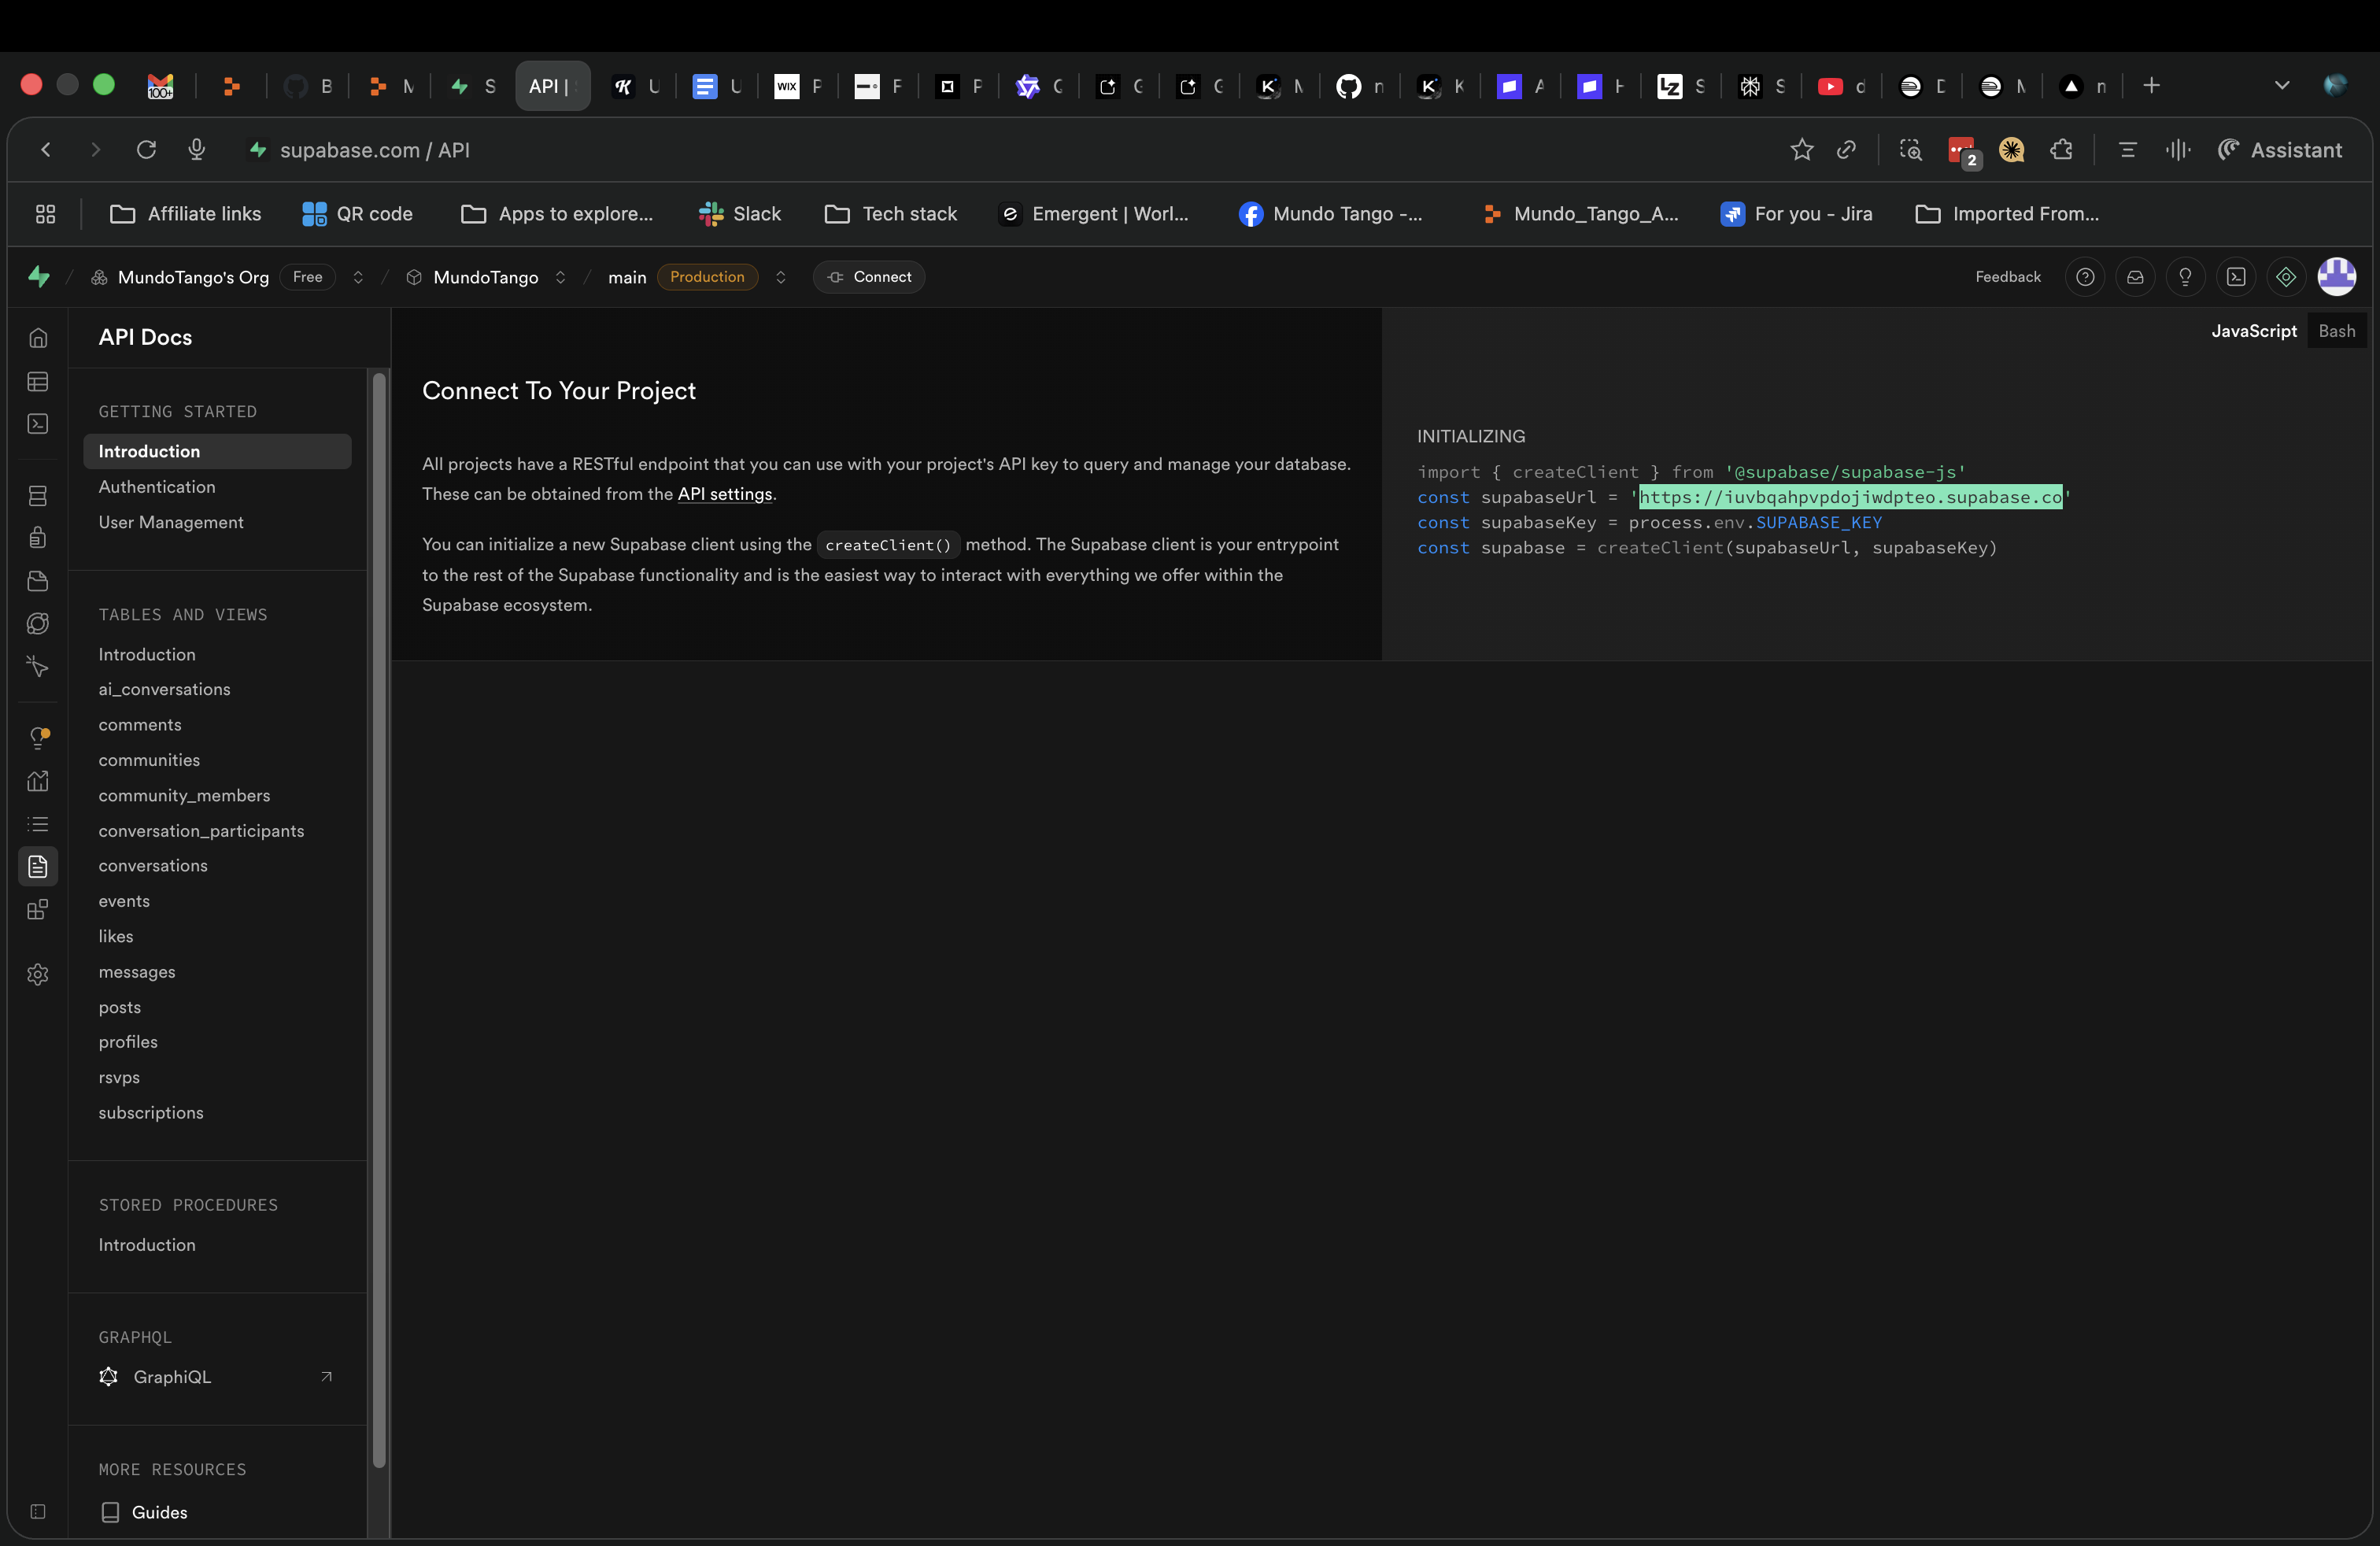 100+
B
M
S
API |
U
U
WIX
P
F
P
C
G
G
M
n
K
A
H
LZ
S
S
d
D
M
n
supabase.com / API
2
Assistant
Affiliate links
QR code
Apps to explore...
Slack
Tech stack
Emergent | Worl...
Mundo Tango -...
Mundo_Tango_A...
For you - Jira
Imported From...
MundoTango's Org
Free
MundoTango
main
Production
Connect
Feedback
API Docs
GETTING STARTED
Introduction
Authentication
User Management
TABLES AND VIEWS
Introduction
ai_conversations
comments
communities
community_members
conversation_participants
conversations
events
likes
messages
posts
profiles
rsvps
subscriptions
STORED PROCEDURES
Introduction
GRAPHQL
GraphiQL
MORE RESOURCES
Guides
Connect To Your Project
All projects have a RESTful endpoint that you can use with your project's API key to query and manage your database.
These can be obtained from the API settings.
You can initialize a new Supabase client using the createClient() method. The Supabase client is your entrypoint
to the rest of the Supabase functionality and is the easiest way to interact with everything we offer within the
Supabase ecosystem.
JavaScript
Bash
INITIALIZING
import { createClient } from '@supabase/supabase-js'
const supabaseUrl = 'https://iuvbqahpvpdojiwdpteo.supabase.co'
const supabaseKey = process.env.SUPABASE_KEY
const supabase = createClient(supabaseUrl, supabaseKey)